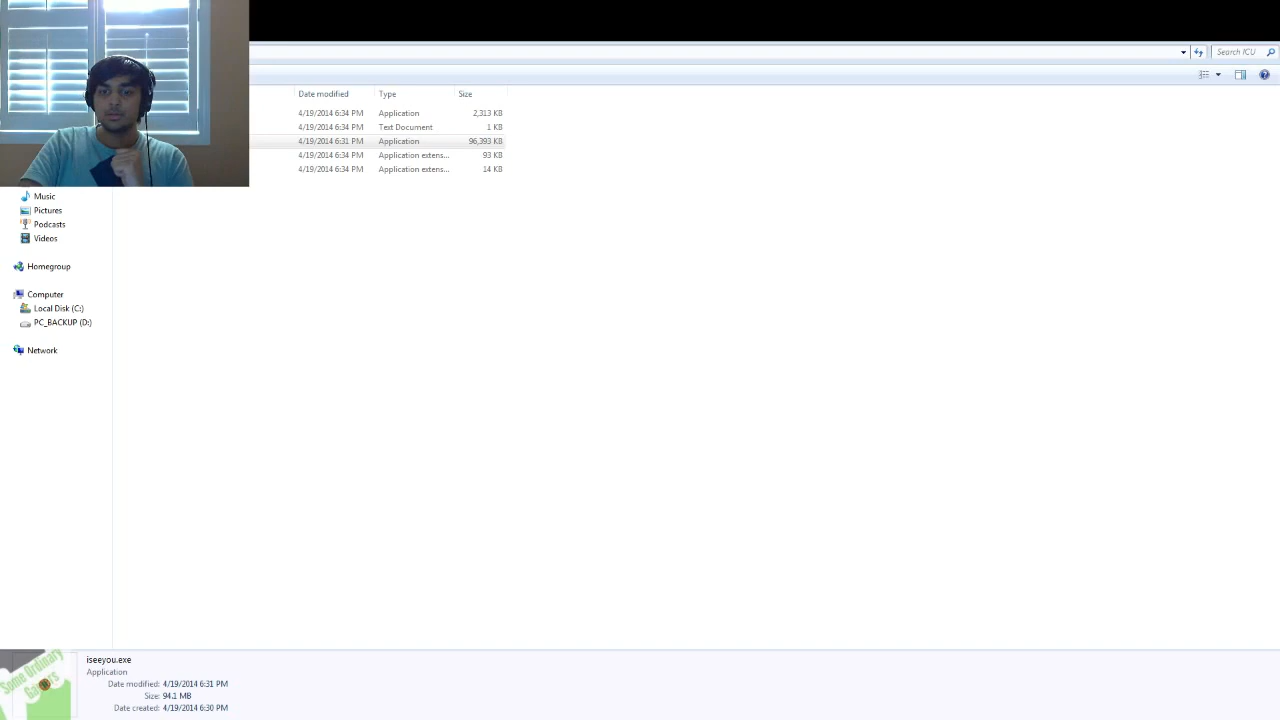 Search ICU
Date modified Type Size
4/19/2014 6:34 PM Application 2,313 KB
4/19/2014 6:34 PM Text Document 1 KB
4/19/2014 6:31 PM Application 96,393 KB
4/19/2014 6:34 PM Application extens... 93 KB
4/19/2014 6:34 PM Application extens... 14 KB
Music
Pictures
Podcasts
Videos
Homegroup
Computer
Local Disk (C:)
PC_BACKUP (D:)
Network
iseeyou.exe
Application
Date modified: 4/19/2014 6:31 PM
Size: 94.1 MB
Date created: 4/19/2014 6:30 PM
Some Ordinary
Gamers